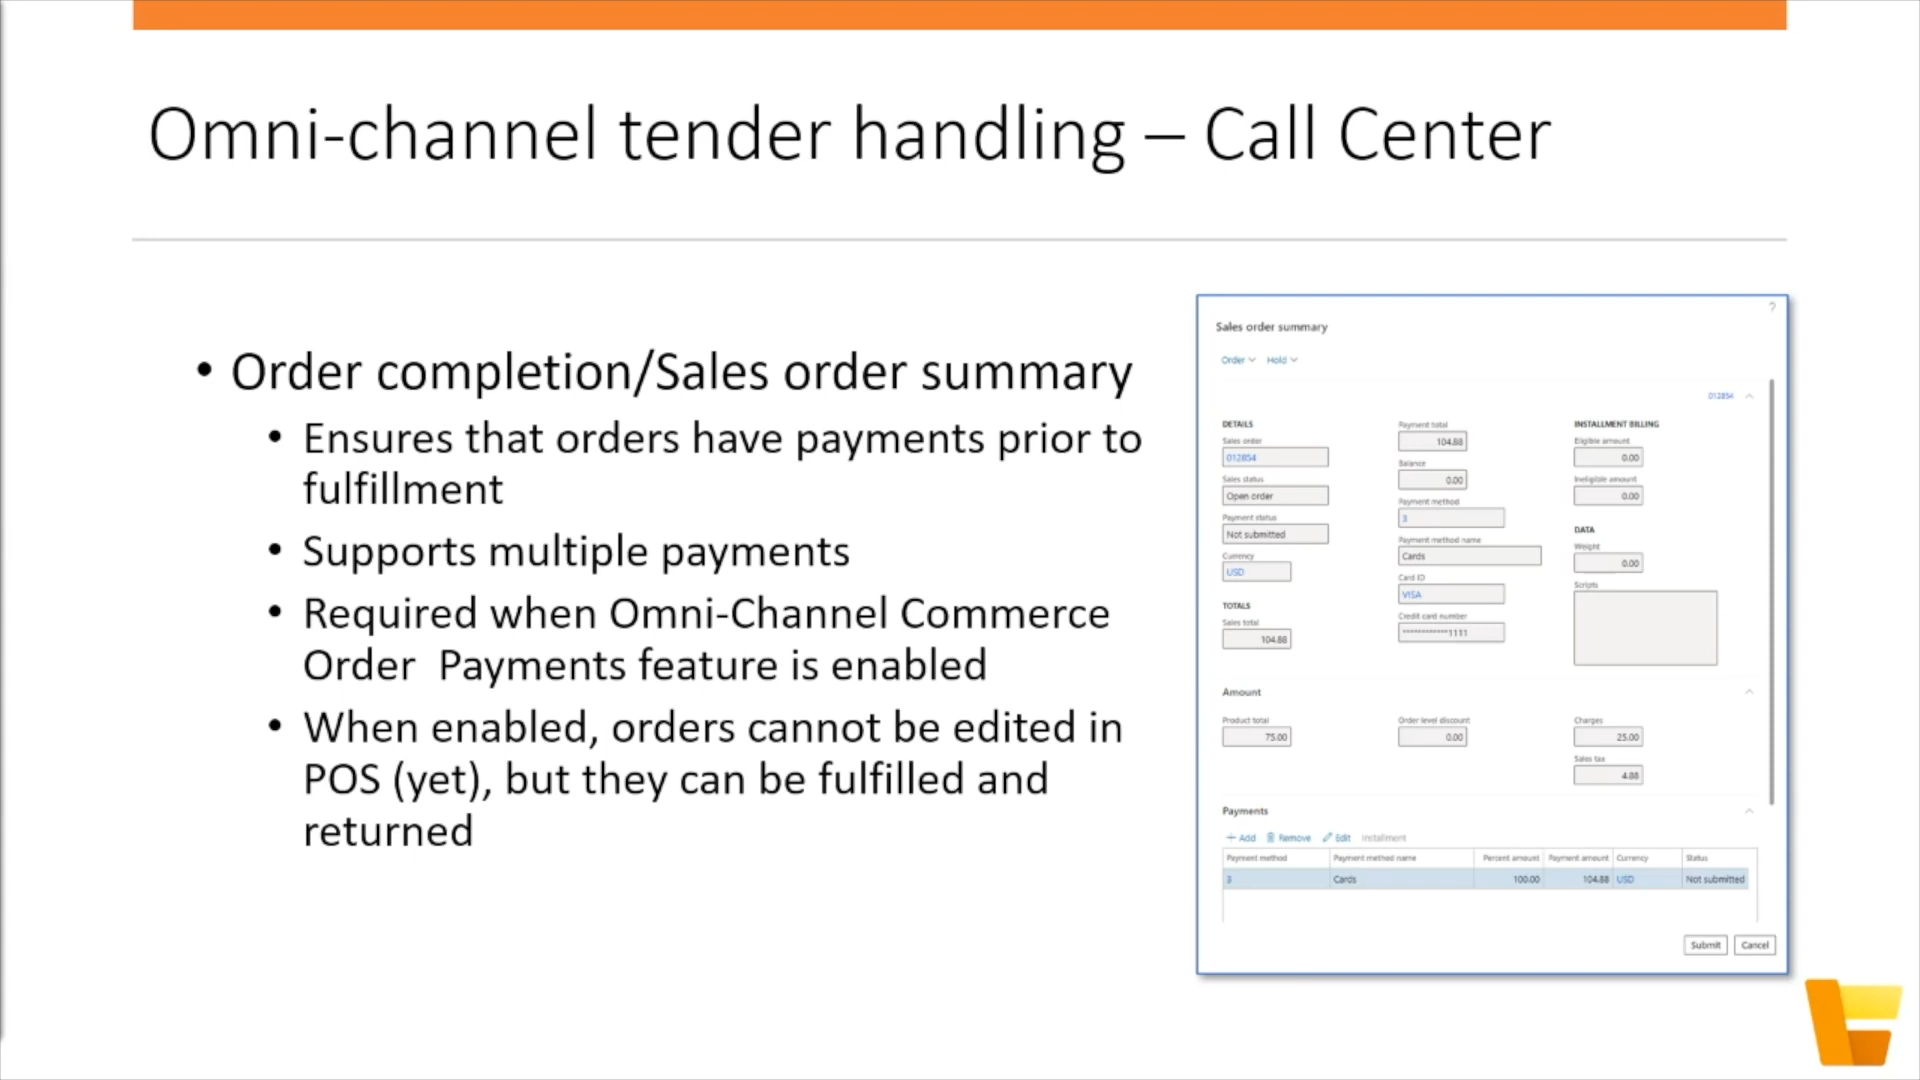 Omni-channel tender handling – Call Center
• Order completion/Sales order summary
• Ensures that orders have payments prior to
fulfillment
• Supports multiple payments
• Required when Omni-Channel Commerce
Order  Payments feature is enabled
• When enabled, orders cannot be edited in
POS (yet), but they can be fulfilled and
returned
?
Sales order summary
Order Hold
012854
DETAILS
Sales order
012854
Sales status
Open order
Payment status
Not submitted
Currency
USD
TOTALS
Sales total
104.88
Payment total
104.88
Balance
0.00
Payment method
3
Payment method name
Cards
Card ID
VISA
Credit card number
************1111
INSTALLMENT BILLING
Eligible amount
0.00
Ineligible amount
0.00
DATA
Weight
0.00
Scripts
Amount
Product total
75.00
Order level discount
0.00
Charges
25.00
Sales tax
4.88
Payments
+ Add Remove Edit Installment
Payment method Payment method name Percent amount Payment amount Currency Status
3 Cards 100.00 104.88 USD Not submitted
Submit Cancel